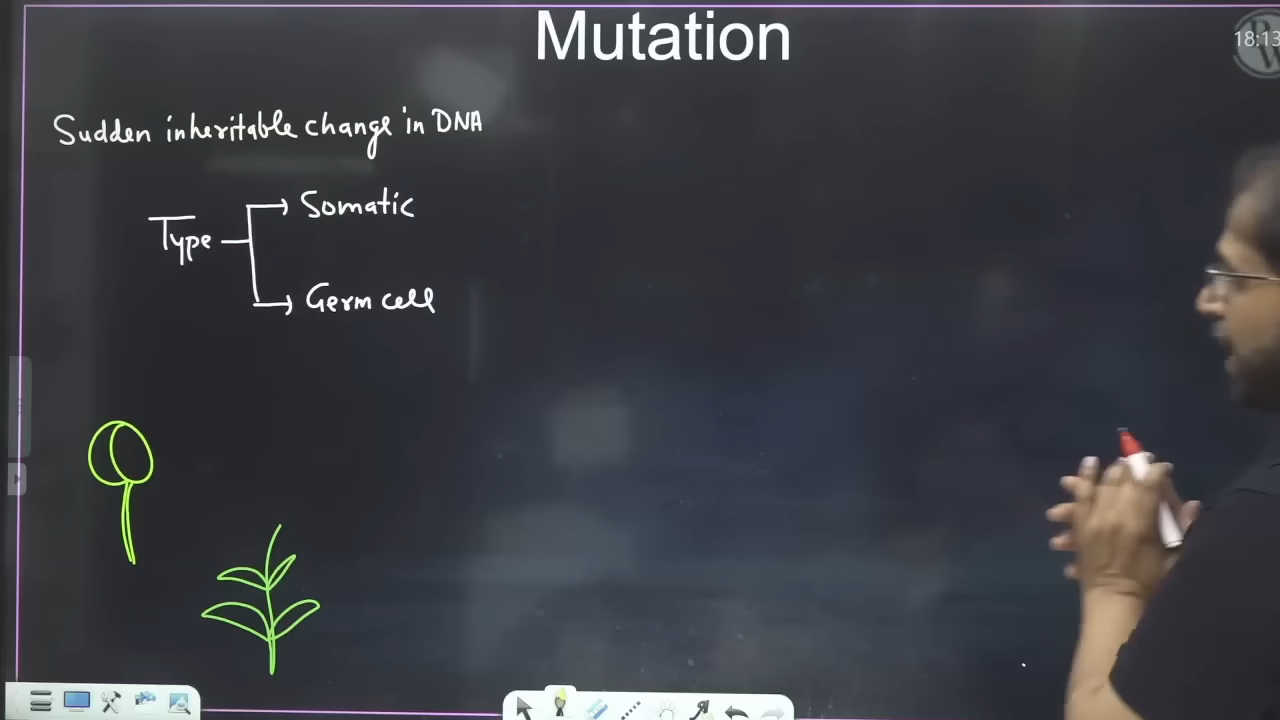 Mutation
18:13
Sudden inheritable change in DNA
Type
Somatic
Germ cell